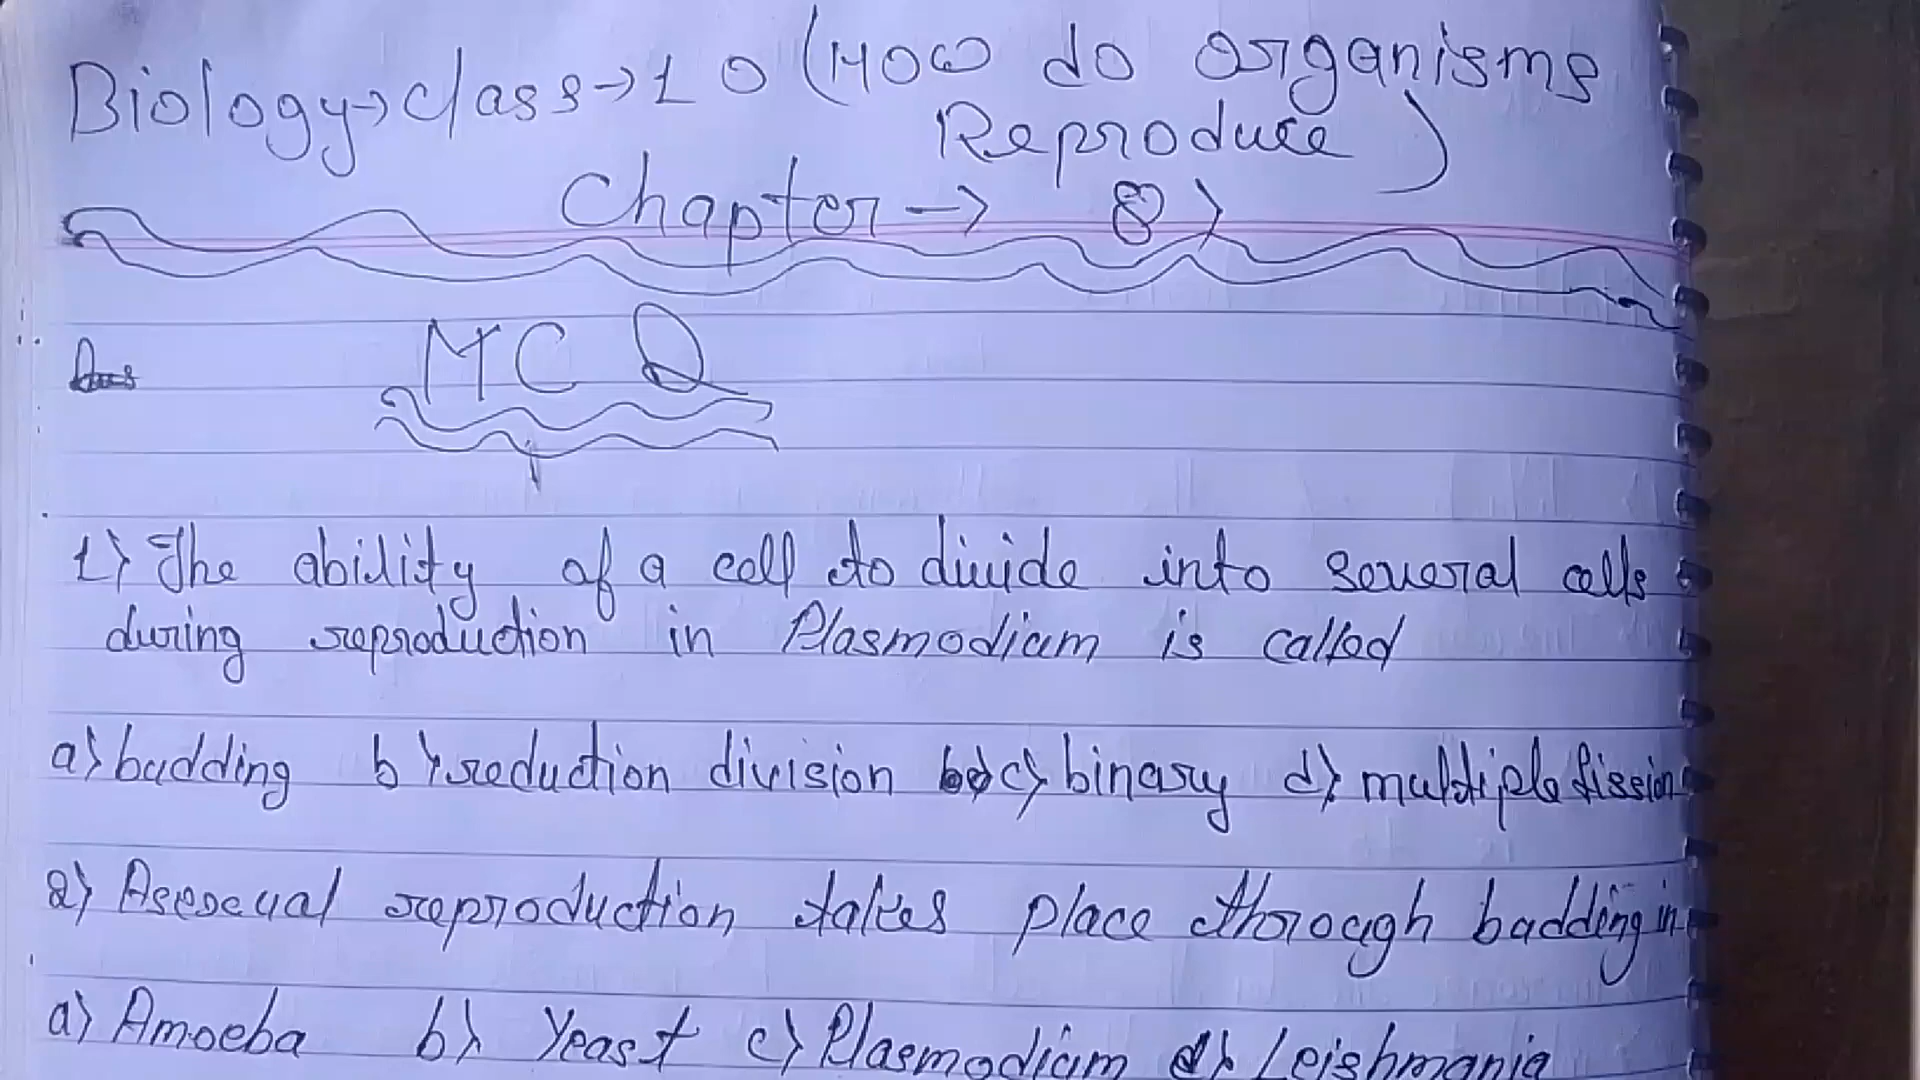 Biology→class→10 (HOW do organisms
Reproduce)
Chapter → 8)
MCQ
1) The ability of a cell to divide into several cells
during reproduction in Plasmodium is called
a) budding b) reduction division c) binary d) multiple fission
2) Asexual reproduction takes place through budding in
a) Amoeba b) Yeast c) Plasmodium d) Leishmania